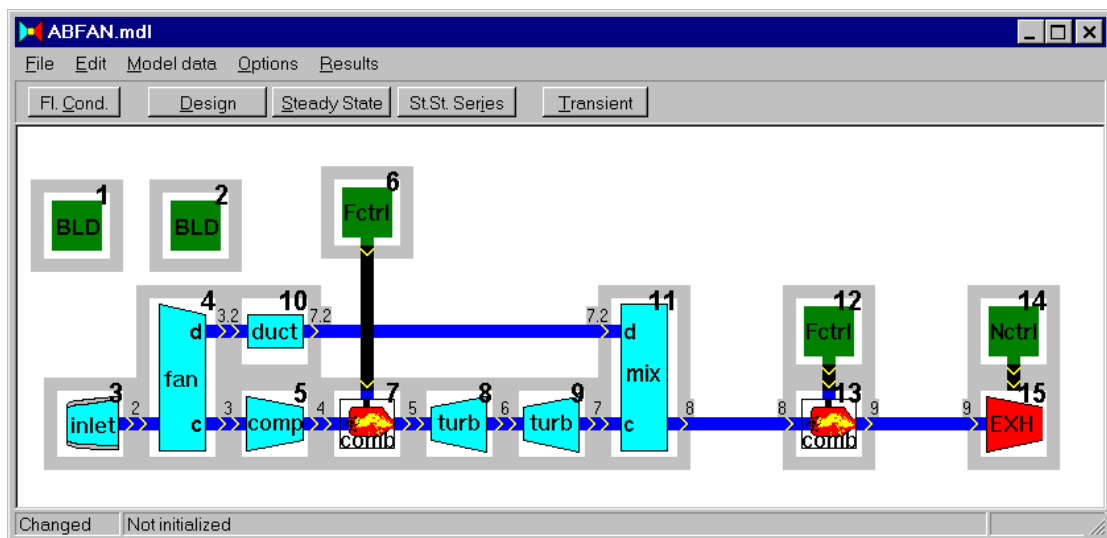 ABFAN.mdl
File Edit Model data Options Results
Fl. Cond. Design Steady State St.St. Series Transient
1 2 6
BLD BLD Fctrl
4 3.2 10 7.2 7.2 11 12 14
d duct d Fctrl Nctrl
fan mix
3 5 7 8 9 13 15
2 3 4 5 6 7 8 8 9 9
inlet c comp comb turb turb c comb EXH
Changed Not initialized